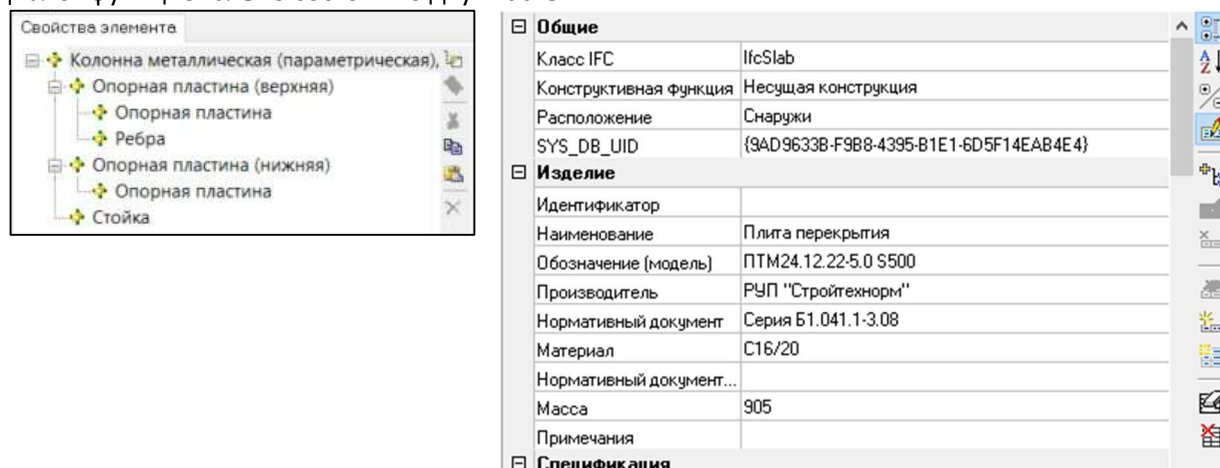 Свойства элемента
Колонна металлическая (параметрическая),
Опорная пластина (верхняя)
Опорная пластина
Ребра
Опорная пластина (нижняя)
Опорная пластина
Стойка
Общие
Класс IFC IfcSlab
Конструктивная функция Несущая конструкция
Расположение Снаружи
SYS_DB_UID {9AD9633B-F9B8-4395-B1E1-6D5F14EAB4E4}
Изделие
Идентификатор
Наименование Плита перекрытия
Обозначение (модель) ПТМ24.12.22-5.0 S500
Производитель РУП "Стройтехнорм"
Нормативный документ Серия Б1.041.1-3.08
Материал С16/20
Нормативный документ...
Масса 905
Примечания
Спецификация